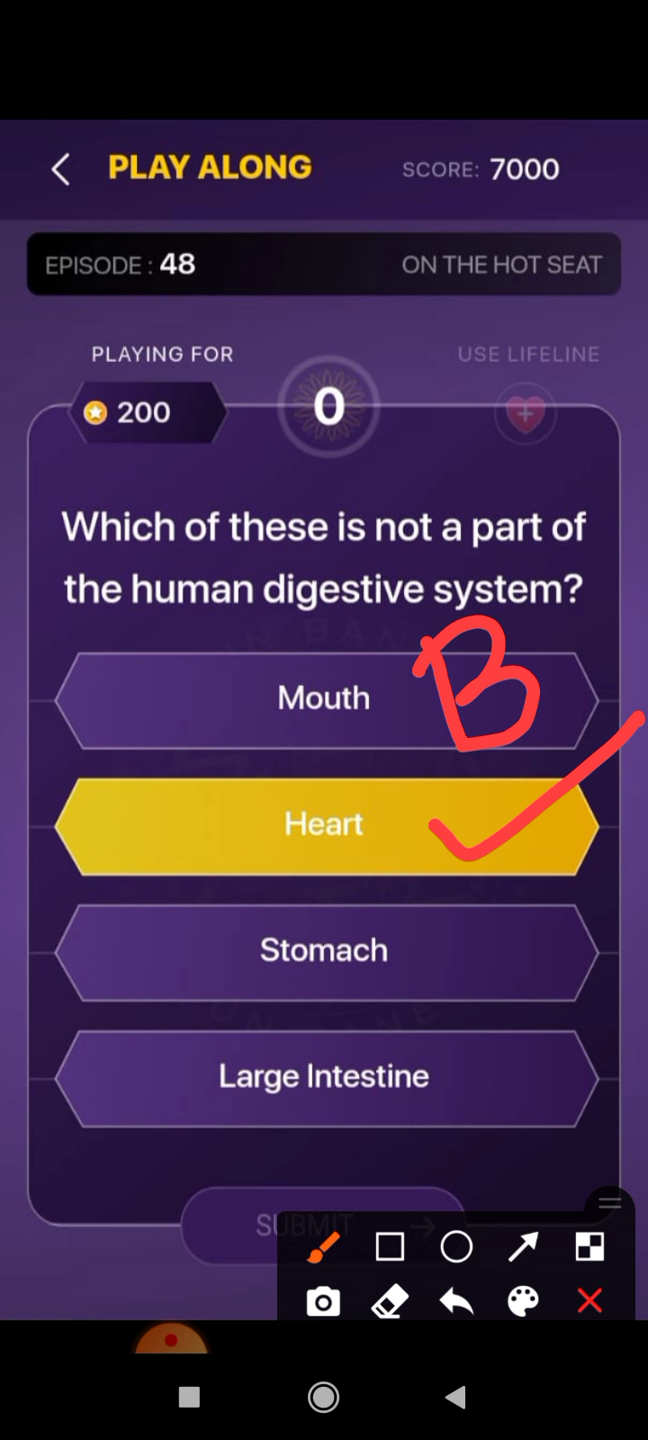 PLAY ALONG
SCORE: 7000
EPISODE : 48
ON THE HOT SEAT
PLAYING FOR
USE LIFELINE
200
0
Which of these is not a part of
the human digestive system?
B
Mouth
Heart
Stomach
Large Intestine
SUBMIT